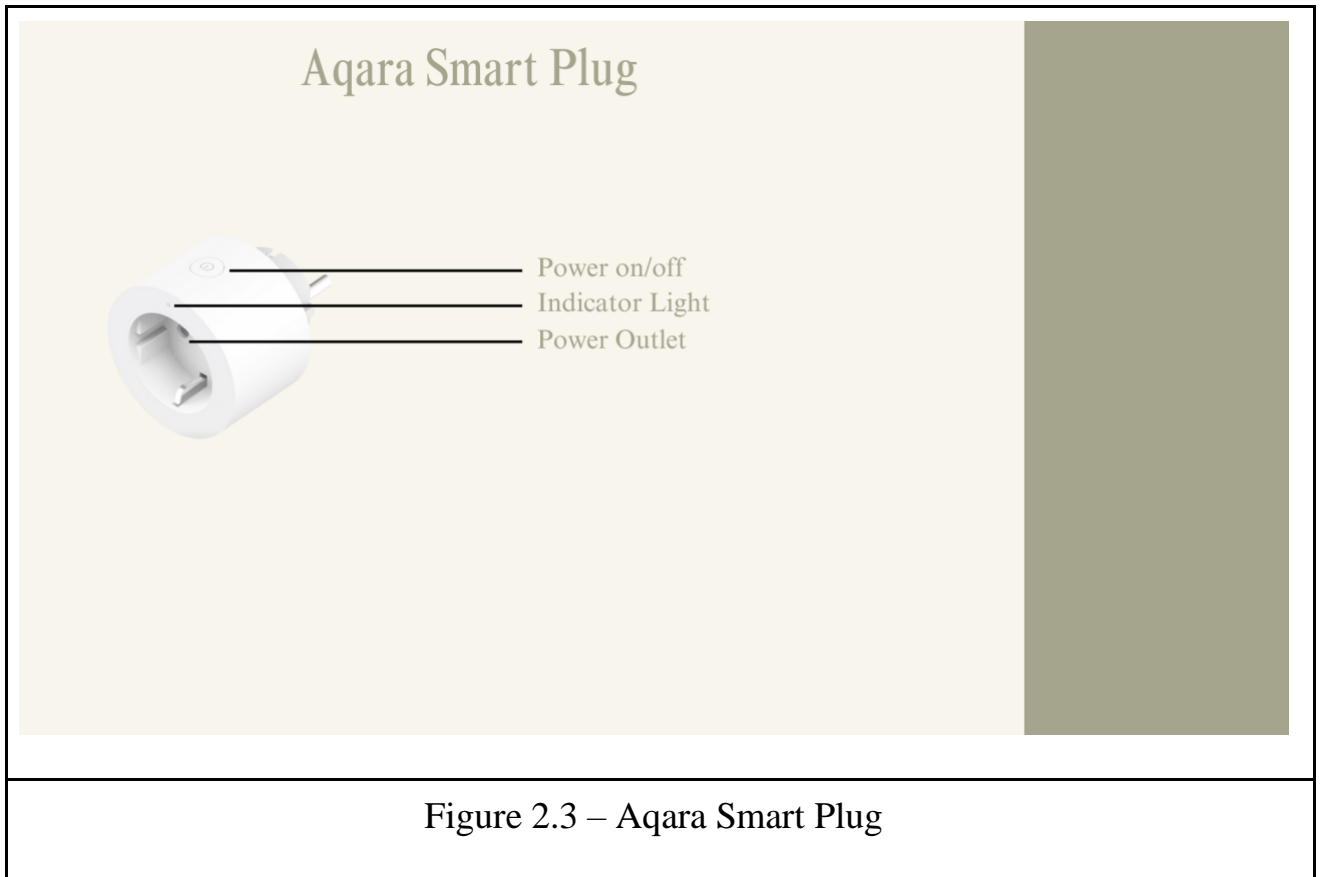 Aqara Smart Plug
Power on/off
Indicator Light
Power Outlet
Figure 2.3 – Aqara Smart Plug